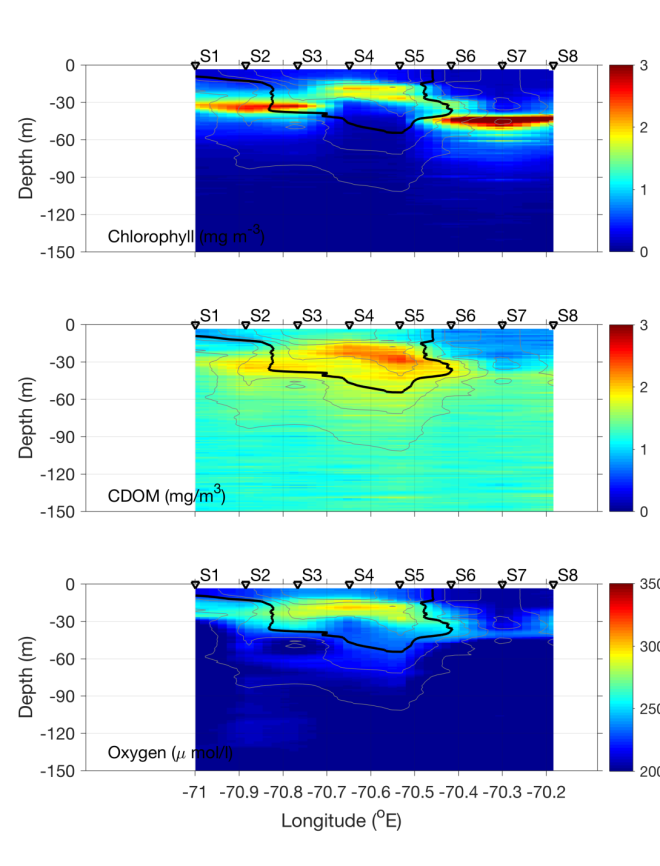 S1 S2 S3 S4 S5 S6 S7 S8
0
-30
-60
-90
-120
-150
Depth (m)
Chlorophyll (mg m-3)
3
2
1
0
S1 S2 S3 S4 S5 S6 S7 S8
0
-30
-60
-90
-120
-150
Depth (m)
CDOM (mg/m3)
3
2
1
0
S1 S2 S3 S4 S5 S6 S7 S8
0
-30
-60
-90
-120
-150
Depth (m)
Oxygen (μ mol/l)
350
300
250
200
-71 -70.9 -70.8 -70.7 -70.6 -70.5 -70.4 -70.3 -70.2
Longitude (oE)